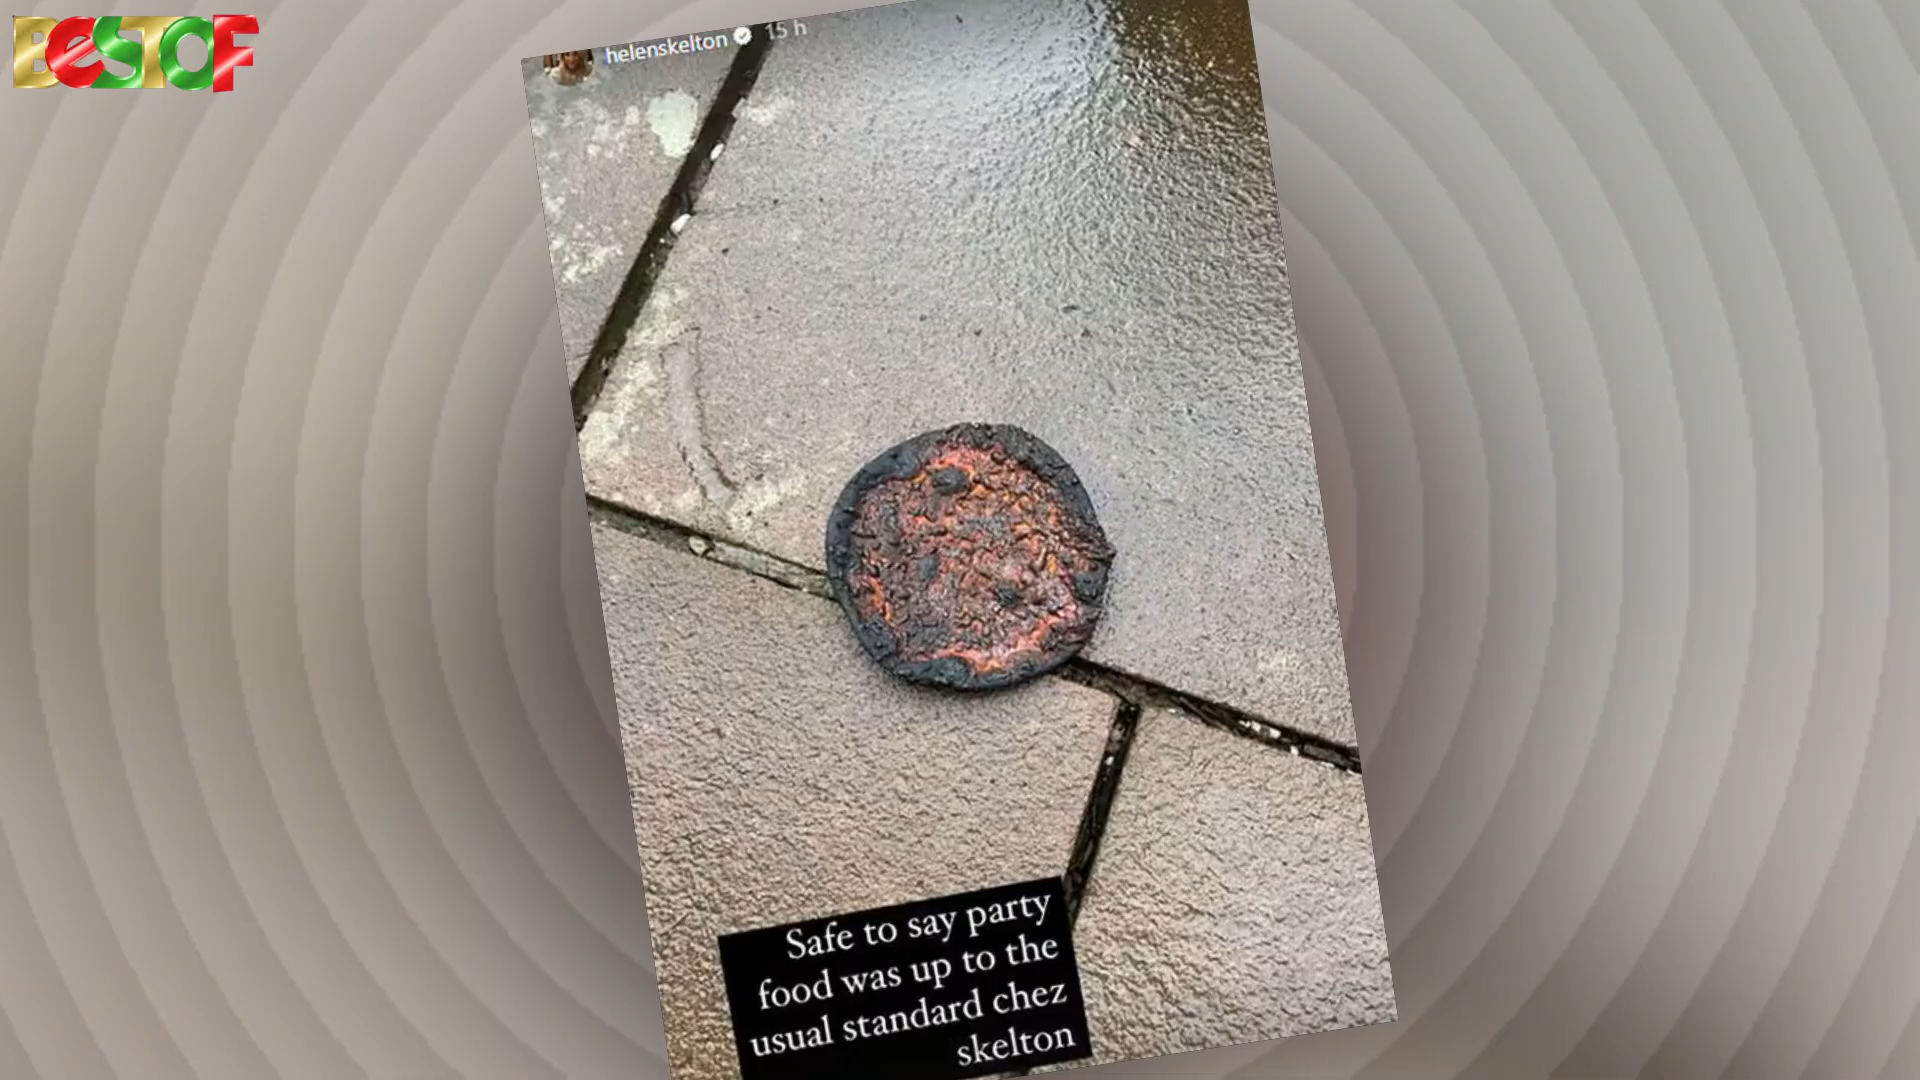 BeSTOF
helenskelton 15 h
Safe to say party
food was up to the
usual standard chez
skelton